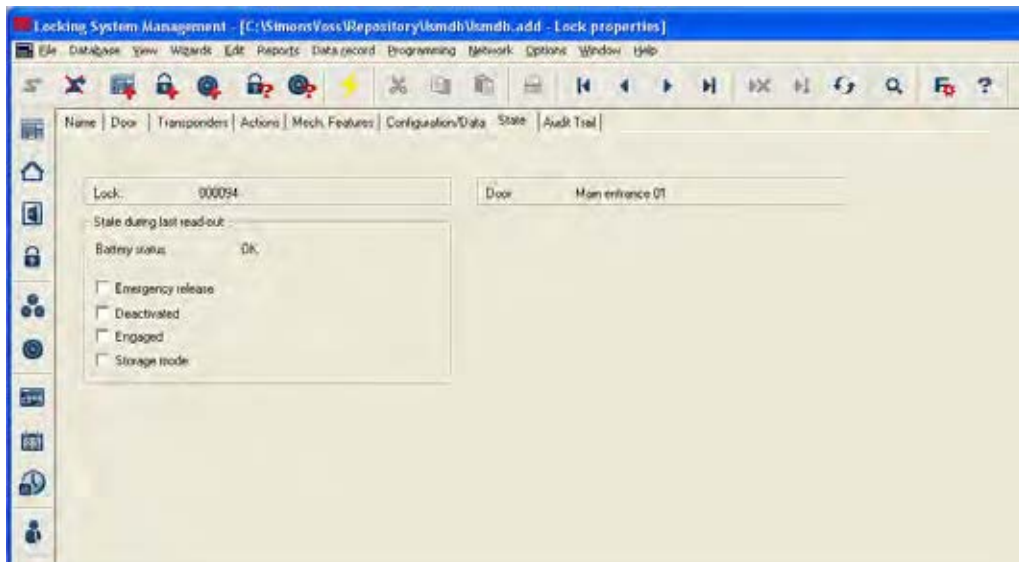 Locking System Management - [C:\SimonsVoss\Repository\lsmdh\lsmdh.add - Lock properties]
File Database View Wizards Edit Reports Data record Programming Network Options Window Help
Name Door Transponders Actions Mech. Features Configuration/Data State Audit Trail
Lock: 000094 Door Main entrance 01
State during last read-out
Battery status OK
Emergency release
Deactivated
Engaged
Storage mode